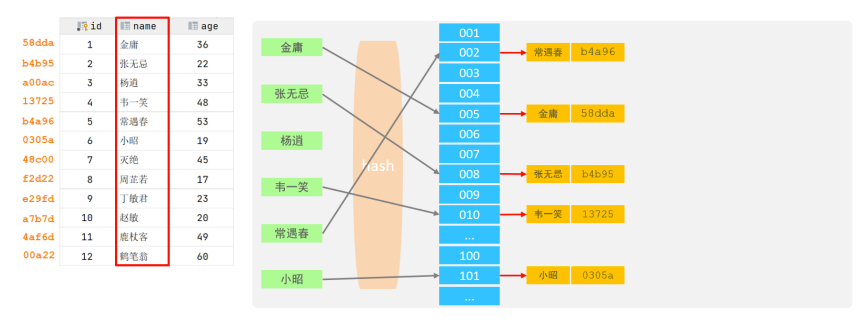 id name age
58dda 1 金庸 36
b4b95 2 张无忌 22
a00ac 3 杨逍 33
13725 4 韦一笑 48
b4a96 5 常遇春 53
0305a 6 小昭 19
48c00 7 灭绝 45
f2d22 8 周芷若 17
e29fd 9 丁敏君 23
a7b7d 10 赵敏 20
4af6d 11 鹿杖客 49
00a22 12 鹤笔翁 60
金庸
张无忌
杨逍
韦一笑
常遇春
小昭
hash
001
002
003
004
005
006
007
008
009
010
...
100
101
...
常遇春 b4a96
金庸 58dda
张无忌 b4b95
韦一笑 13725
小昭 0305a